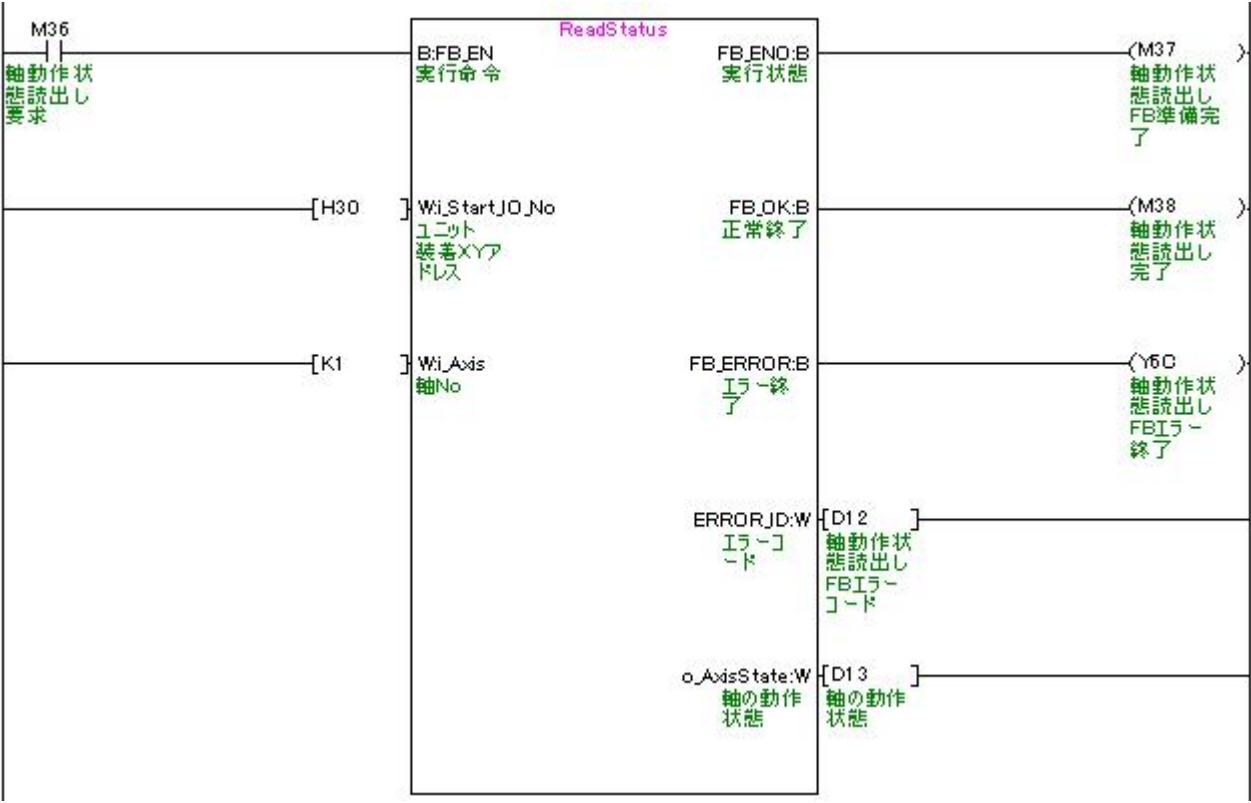 ReadStatus
M36
軸動作状
態読出し
要求
B:FB_EN
実行命令
FB_ENO:B
実行状態
(M37 )
軸動作状
態読出し
FB準備完
了
[H30 ]
W:i_Start_IO_No
ユニット
装着XYア
ドレス
FB_OK:B
正常終了
(M38 )
軸動作状
態読出し
完了
[K1 ]
W:i_Axis
軸No
FB_ERROR:B
エラー終
了
(Y5C )
軸動作状
態読出し
FBエラー
終了
ERROR_ID:W
エラーコ
ード
[D12 ]
軸動作状
態読出し
FBエラー
コード
o_AxisState:W
軸の動作
状態
[D13 ]
軸の動作
状態